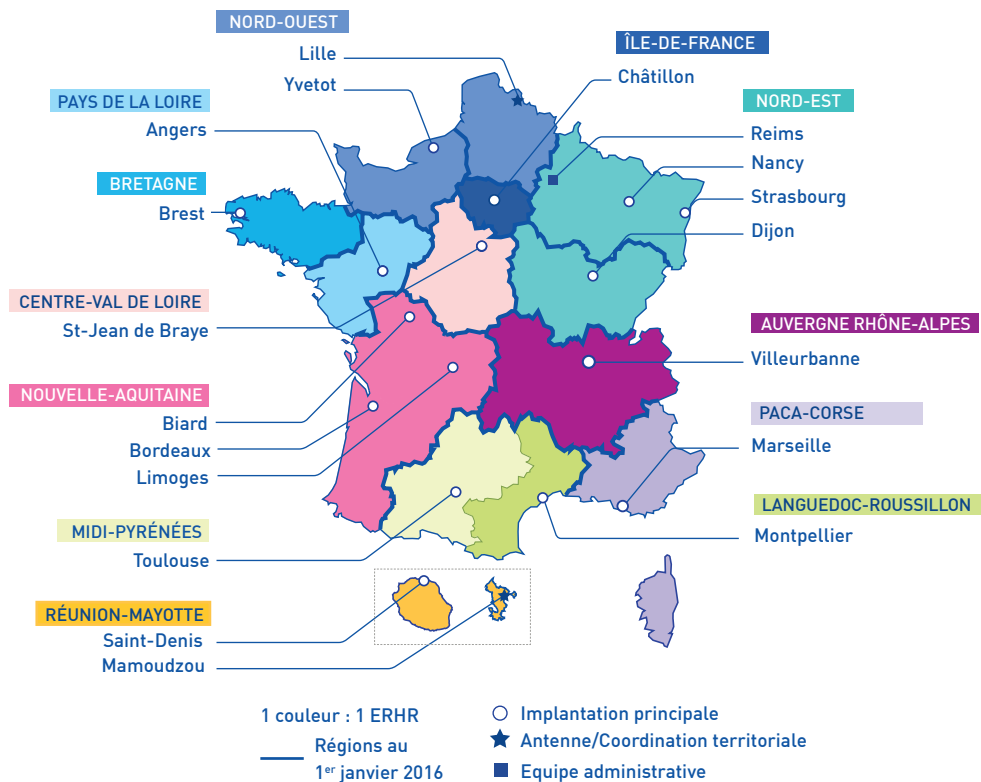 NORD-OUEST
Lille
Yvetot
PAYS DE LA LOIRE
Angers
BRETAGNE
Brest
CENTRE-VAL DE LOIRE
St-Jean de Braye
NOUVELLE-AQUITAINE
Biard
Bordeaux
Limoges
MIDI-PYRÉNÉES
Toulouse
RÉUNION-MAYOTTE
Saint-Denis
Mamoudzou
ÎLE-DE-FRANCE
Châtillon
NORD-EST
Reims
Nancy
Strasbourg
Dijon
AUVERGNE RHÔNE-ALPES
Villeurbanne
PACA-CORSE
Marseille
LANGUEDOC-ROUSSILLON
Montpellier
1 couleur : 1 ERHR
Régions au
1er janvier 2016
Implantation principale
Antenne/Coordination territoriale
Equipe administrative